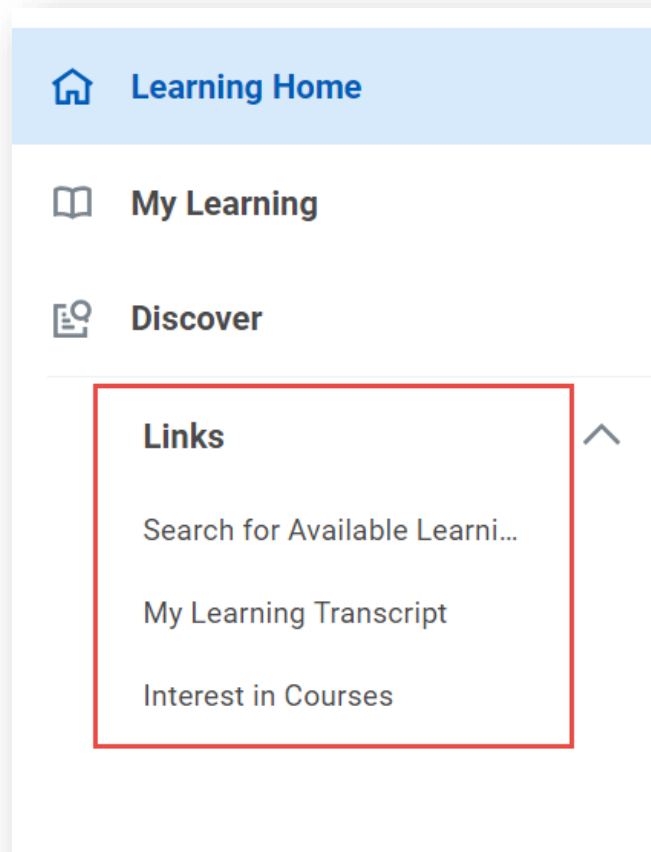 Learning Home
My Learning
Discover
Links
Search for Available Learni...
My Learning Transcript
Interest in Courses